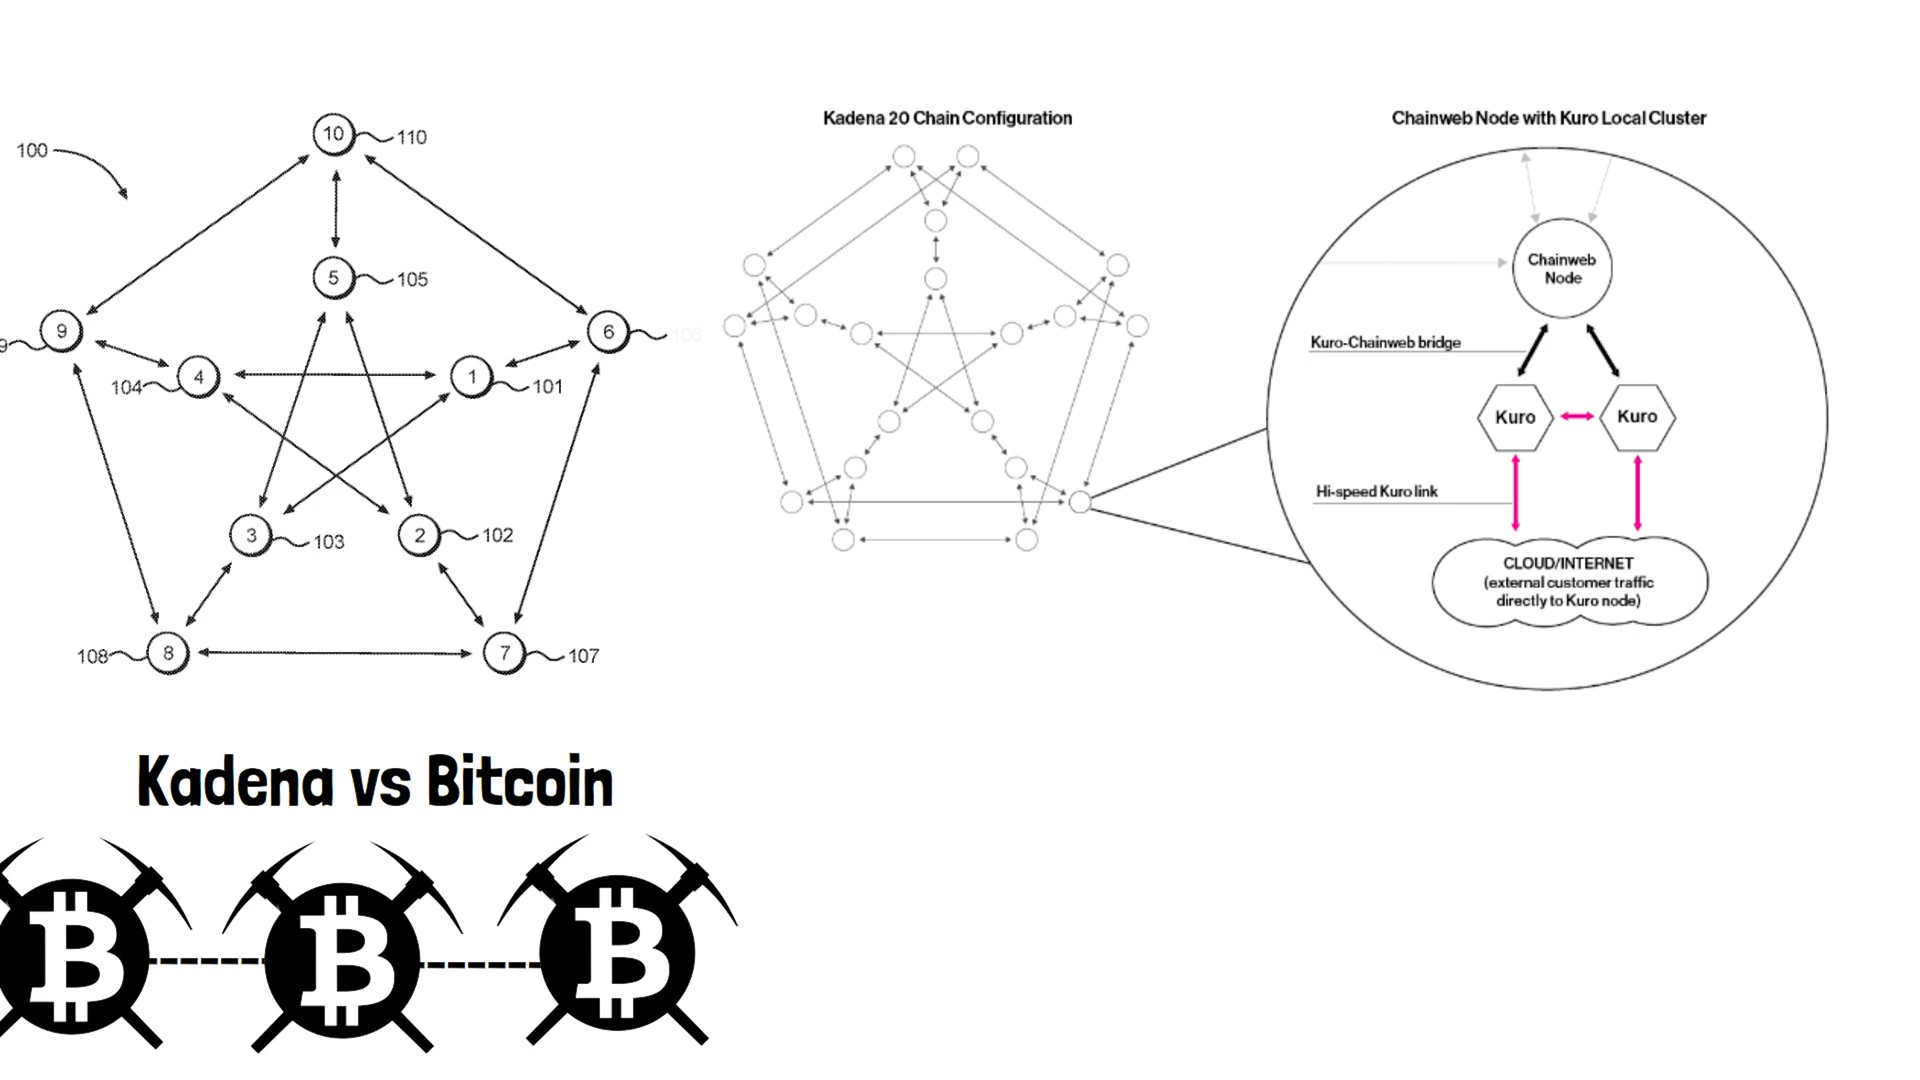 100
10
110
5
105
9
9
6
106
4
104
1
101
3
103
2
102
8
108
7
107
Kadena 20 Chain Configuration
Chainweb Node with Kuro Local Cluster
Chainweb
Node
Kuro-Chainweb bridge
Kuro
Kuro
Hi-speed Kuro link
CLOUD/INTERNET
(external customer traffic
directly to Kuro node)
Kadena vs Bitcoin